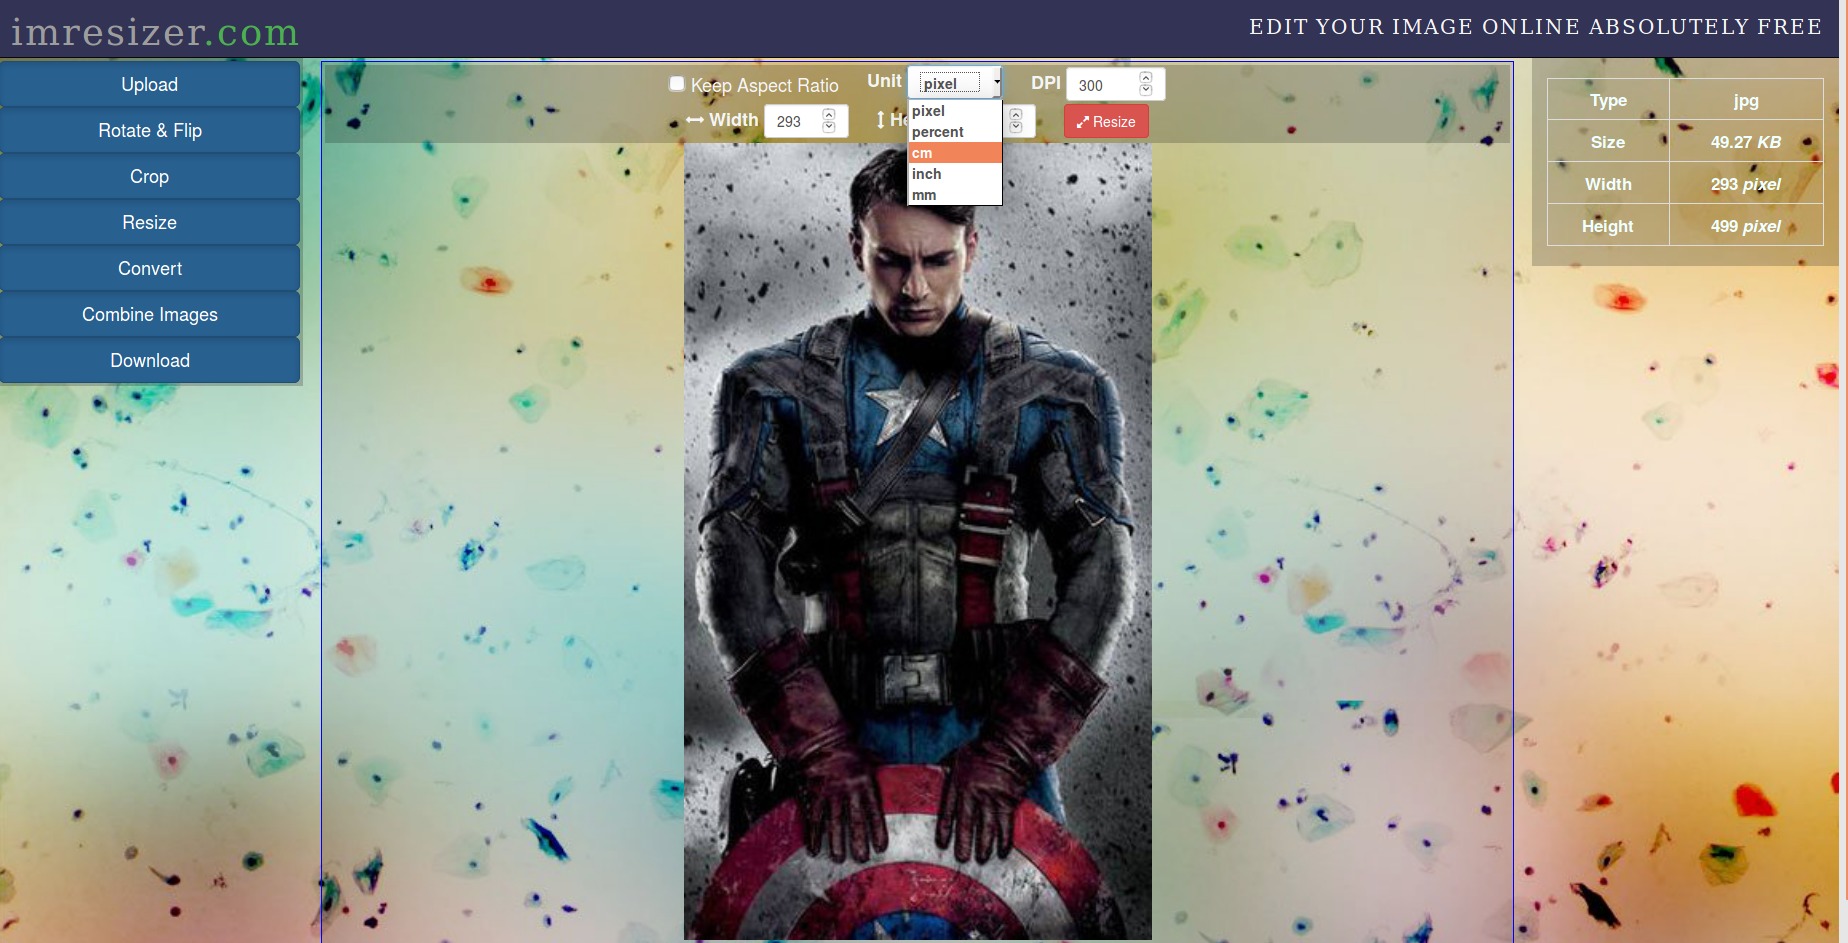 imresizer.com
EDIT YOUR IMAGE ONLINE ABSOLUTELY FREE
Upload
Rotate & Flip
Crop
Resize
Convert
Combine Images
Download
Keep Aspect Ratio Unit pixel DPI 300
Width 293 Resize
pixel
percent
cm
inch
mm
Type jpg
Size 49.27 KB
Width 293 pixel
Height 499 pixel